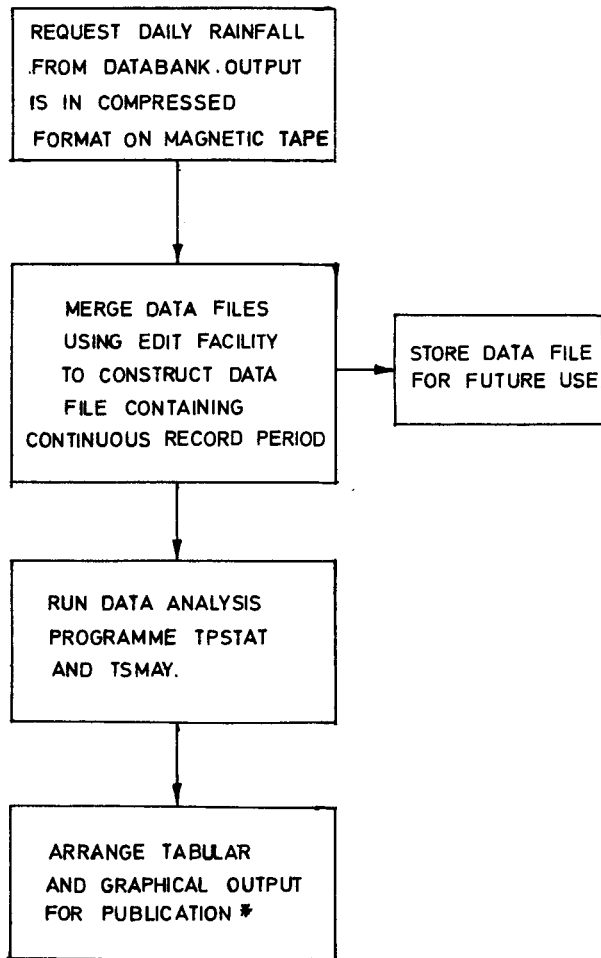 REQUEST DAILY RAINFALL
.FROM DATABANK.OUTPUT
IS IN COMPRESSED
FORMAT ON MAGNETIC TAPE
MERGE DATA FILES
USING EDIT FACILITY
TO CONSTRUCT DATA
FILE CONTAINING
CONTINUOUS RECORD PERIOD
STORE DATA FILE
FOR FUTURE USE
RUN DATA ANALYSIS
PROGRAMME TPSTAT
AND TSMAY.
ARRANGE TABULAR
AND GRAPHICAL OUTPUT
FOR PUBLICATION *